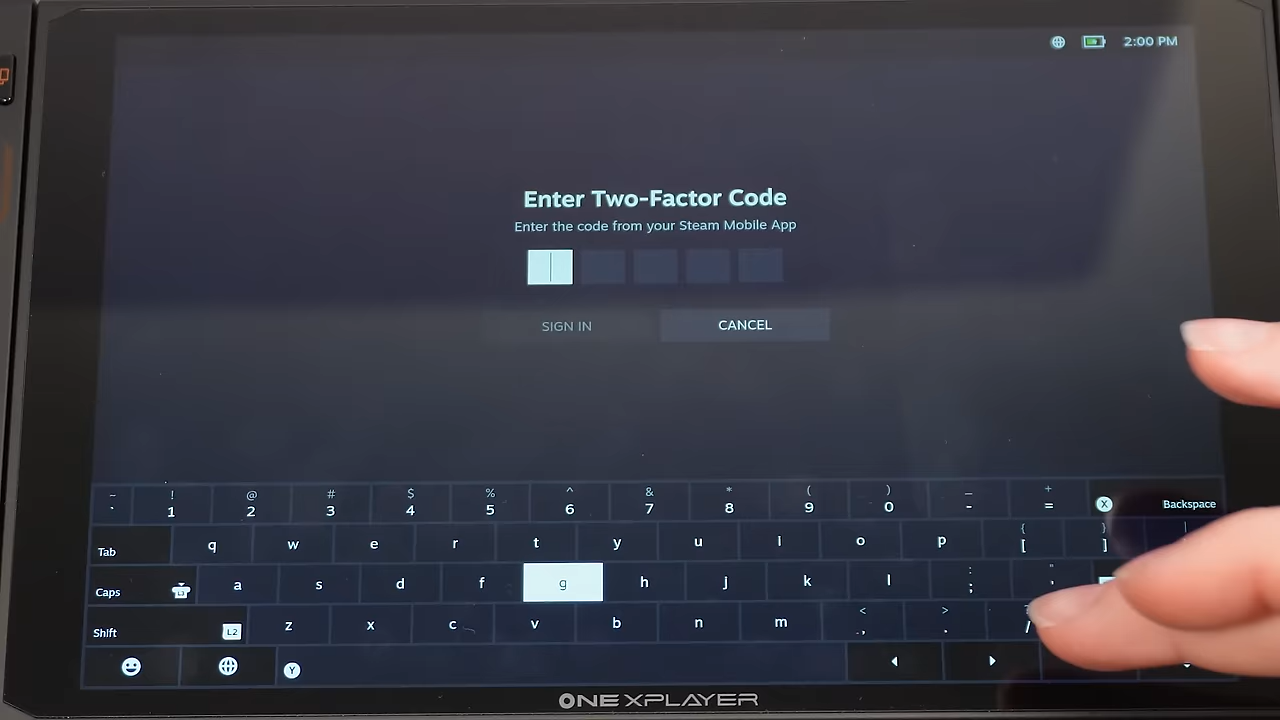 2:00 PM
Enter Two-Factor Code
Enter the code from your Steam Mobile App
SIGN IN
CANCEL
~ ! @ # $ % ^ & * ( ) _ +
` 1 2 3 4 5 6 7 8 9 0 - = X Backspace
Tab q w e r t y u i o p { [ } ] |
Caps a s d f g h j k l : ; " '
Shift L2 z x c v b n m < , > . ? /
Y
ONEXPLAYER